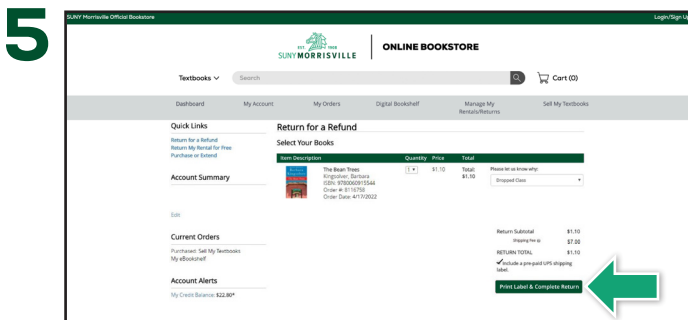 5
SUNY Morrisville Official Bookstore
Login/Sign Up
EST. 1908
SUNY MORRISVILLE
ONLINE BOOKSTORE
Textbooks
Search
Cart (0)
Dashboard
My Account
My Orders
Digital Bookshelf
Manage My
Rentals/Returns
Sell My Textbooks
Quick Links
Return for a Refund
Return My Rental for Free
Purchase or Extend
Account Summary
Edit
Current Orders
Purchased: Sell My Textbooks
My eBookshelf
Account Alerts
My Credit Balance: $22.90*
Return for a Refund
Select Your Books
Item Description Quantity Price Total
The Bean Trees
Kingsolver, Barbara
ISBN: 9780060915544
Order #: 8116758
Order Date: 4/17/2022
1
$1.10
Total:
$1.10
Please let us know why:
Dropped Class
Return Subtotal $1.10
Shipping Fee $7.00
RETURN TOTAL $1.10
Include a pre-paid UPS shipping
label.
Print Label & Complete Return